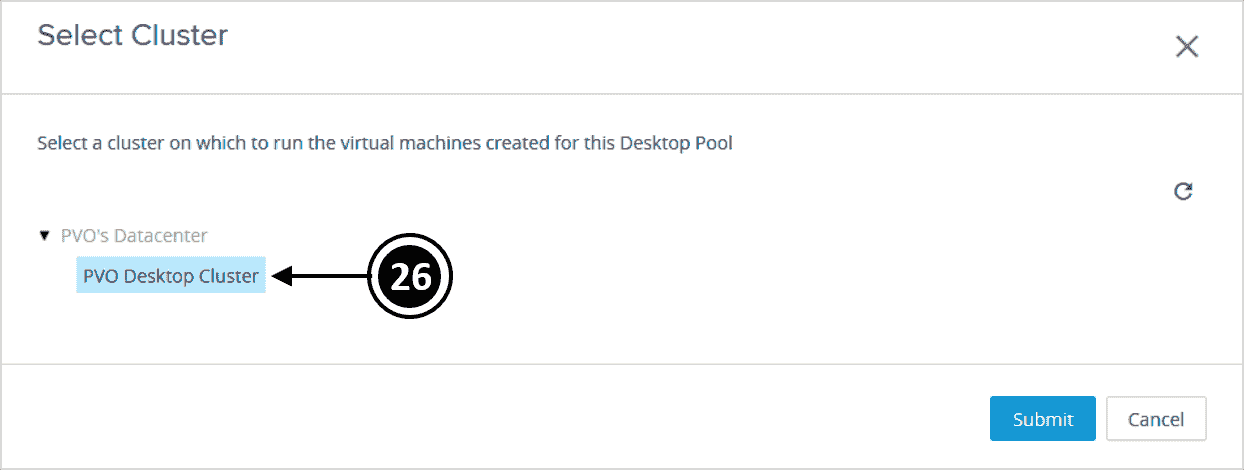 Select Cluster
Select a cluster on which to run the virtual machines created for this Desktop Pool
PVO's Datacenter
PVO Desktop Cluster
26
Submit
Cancel